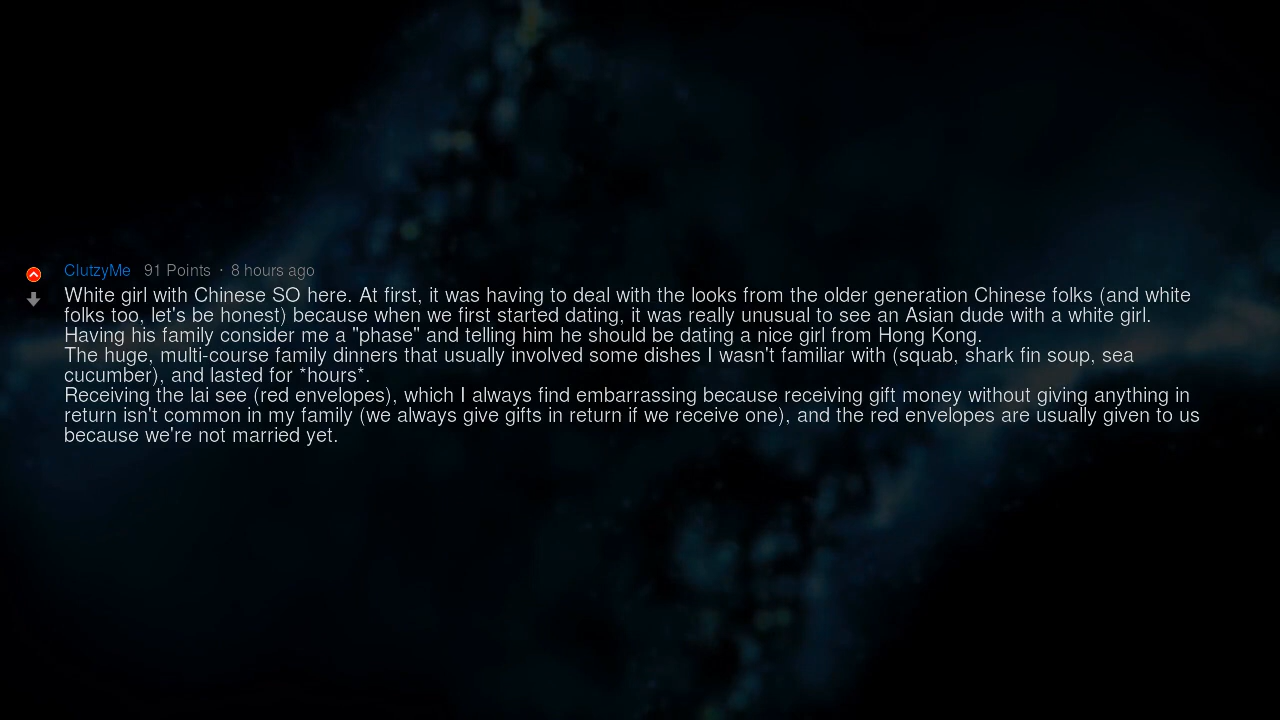 ClutzyMe 91 Points · 8 hours ago
White girl with Chinese SO here. At first, it was having to deal with the looks from the older generation Chinese folks (and white
folks too, let's be honest) because when we first started dating, it was really unusual to see an Asian dude with a white girl.
Having his family consider me a "phase" and telling him he should be dating a nice girl from Hong Kong.
The huge, multi-course family dinners that usually involved some dishes I wasn't familiar with (squab, shark fin soup, sea
cucumber), and lasted for *hours*.
Receiving the lai see (red envelopes), which I always find embarrassing because receiving gift money without giving anything in
return isn't common in my family (we always give gifts in return if we receive one), and the red envelopes are usually given to us
because we're not married yet.